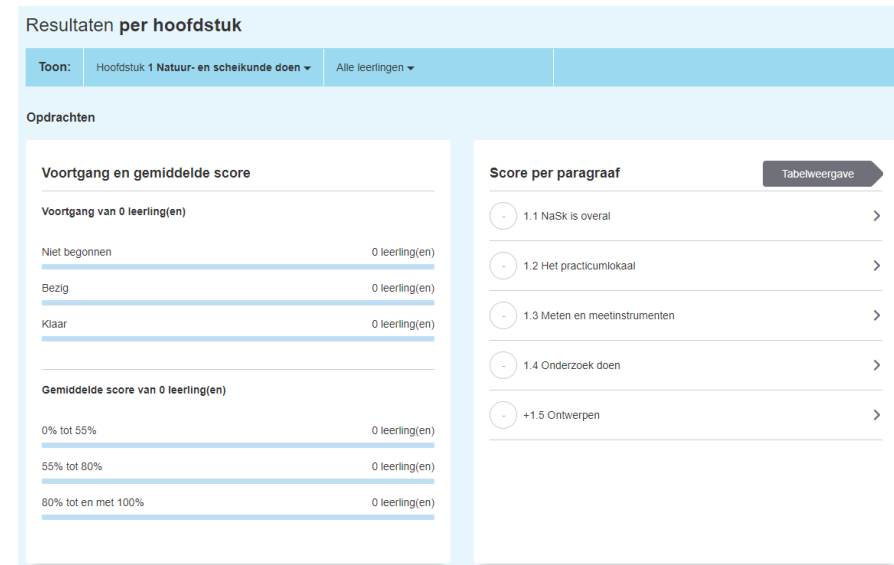 Resultaten per hoofdstuk
Toon: Hoofdstuk 1 Natuur- en scheikunde doen Alle leerlingen
Opdrachten
Voortgang en gemiddelde score
Voortgang van 0 leerling(en)
Niet begonnen 0 leerling(en)
Bezig 0 leerling(en)
Klaar 0 leerling(en)
Gemiddelde score van 0 leerling(en)
0% tot 55% 0 leerling(en)
55% tot 80% 0 leerling(en)
80% tot en met 100% 0 leerling(en)
Score per paragraaf Tabelweergave
- 1.1 NaSk is overal
- 1.2 Het practicumlokaal
- 1.3 Meten en meetinstrumenten
- 1.4 Onderzoek doen
- +1.5 Ontwerpen